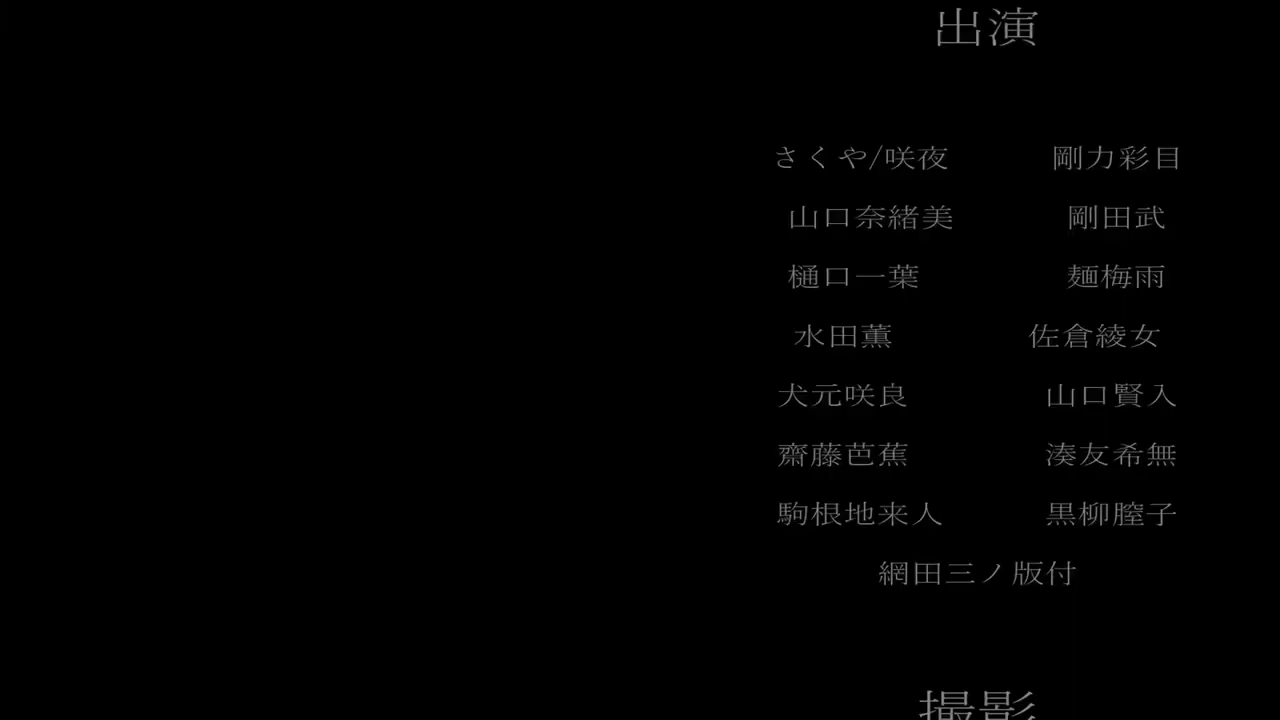 出演
さくや/咲夜 剛力彩目
山口奈緒美 剛田武
樋口一葉 麺梅雨
水田薫 佐倉綾女
犬元咲良 山口賢入
齋藤芭蕉 湊友希無
駒根地来人 黒柳膣子
網田三ノ版付
撮影